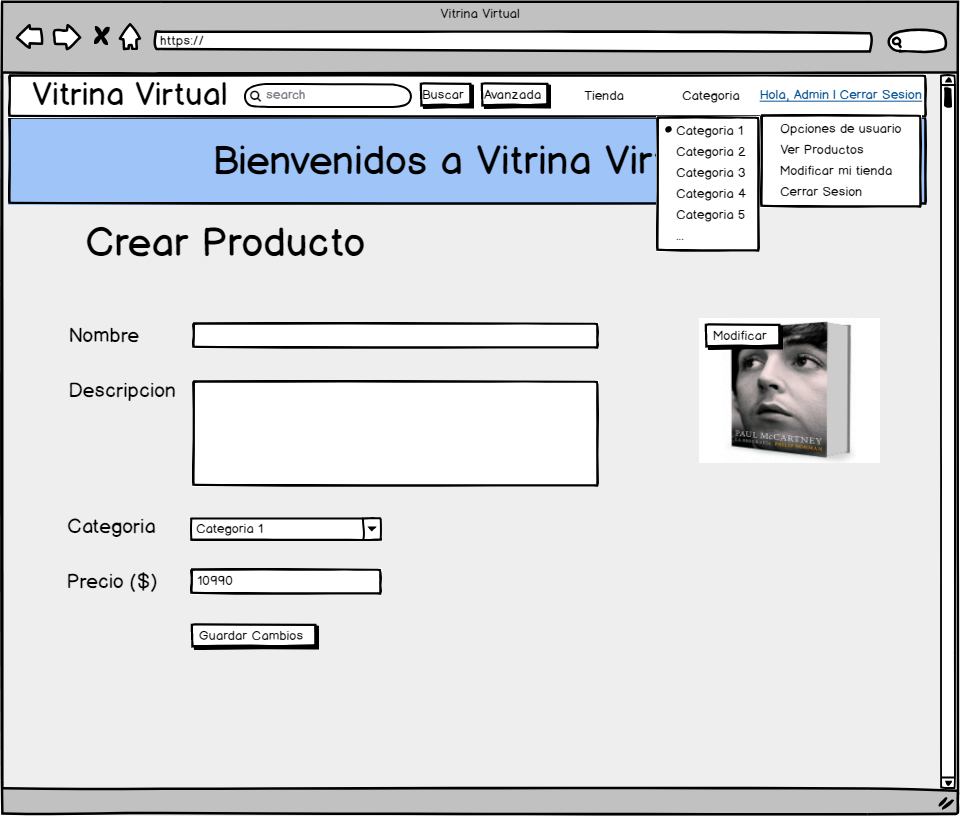 Vitrina Virtual
https://
Vitrina Virtual
search
Buscar
Avanzada
Tienda
Categoria
Hola, Admin | Cerrar Sesion
Categoria 1
Categoria 2
Categoria 3
Categoria 4
Categoria 5
...
Opciones de usuario
Ver Productos
Modificar mi tienda
Cerrar Sesion
Bienvenidos a Vitrina Vir
Crear Producto
Nombre
Modificar
PAUL McCARTNEY
LA BIOGRAFÍA PHILIP NORMAN
Descripcion
Categoria
Categoria 1
Precio ($)
10990
Guardar Cambios